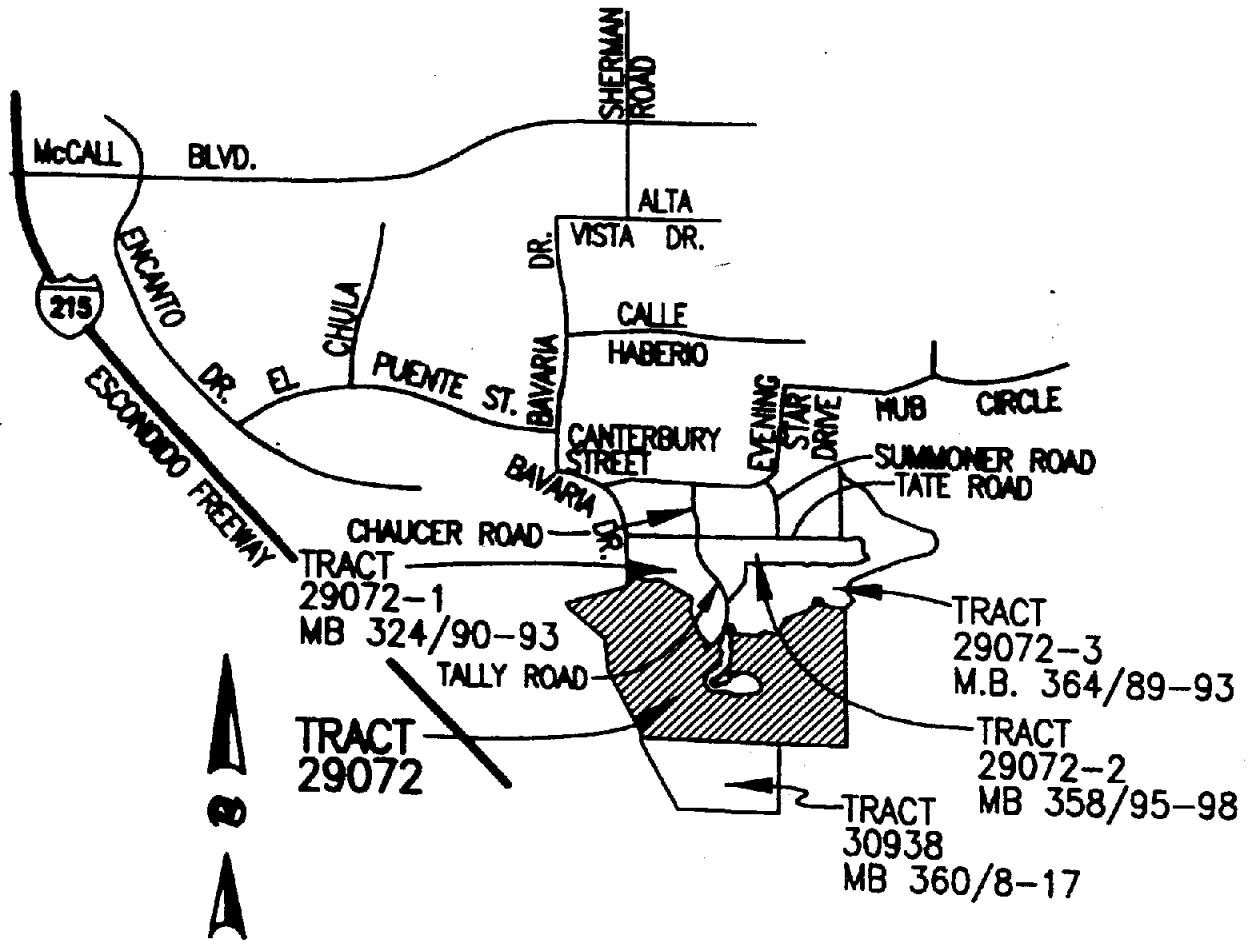 SHERMAN
ROAD
McCALL BLVD.
ALTA
VISTA DR.
ENCANTO
DR.
215
CHULA
DR.
BAVARIA
CALLE
HABERIO
EL PUENTE ST.
ESCONDIDO FREEWAY
EVENING
STAR
DRIVE
HUB CIRCLE
CANTERBURY
STREET
BAVARIA DR.
SUMMONER ROAD
TATE ROAD
CHAUCER ROAD
TRACT
29072-1
MB 324/90-93
TALLY ROAD
TRACT
29072
TRACT
29072-3
M.B. 364/89-93
TRACT
29072-2
MB 358/95-98
TRACT
30938
MB 360/8-17